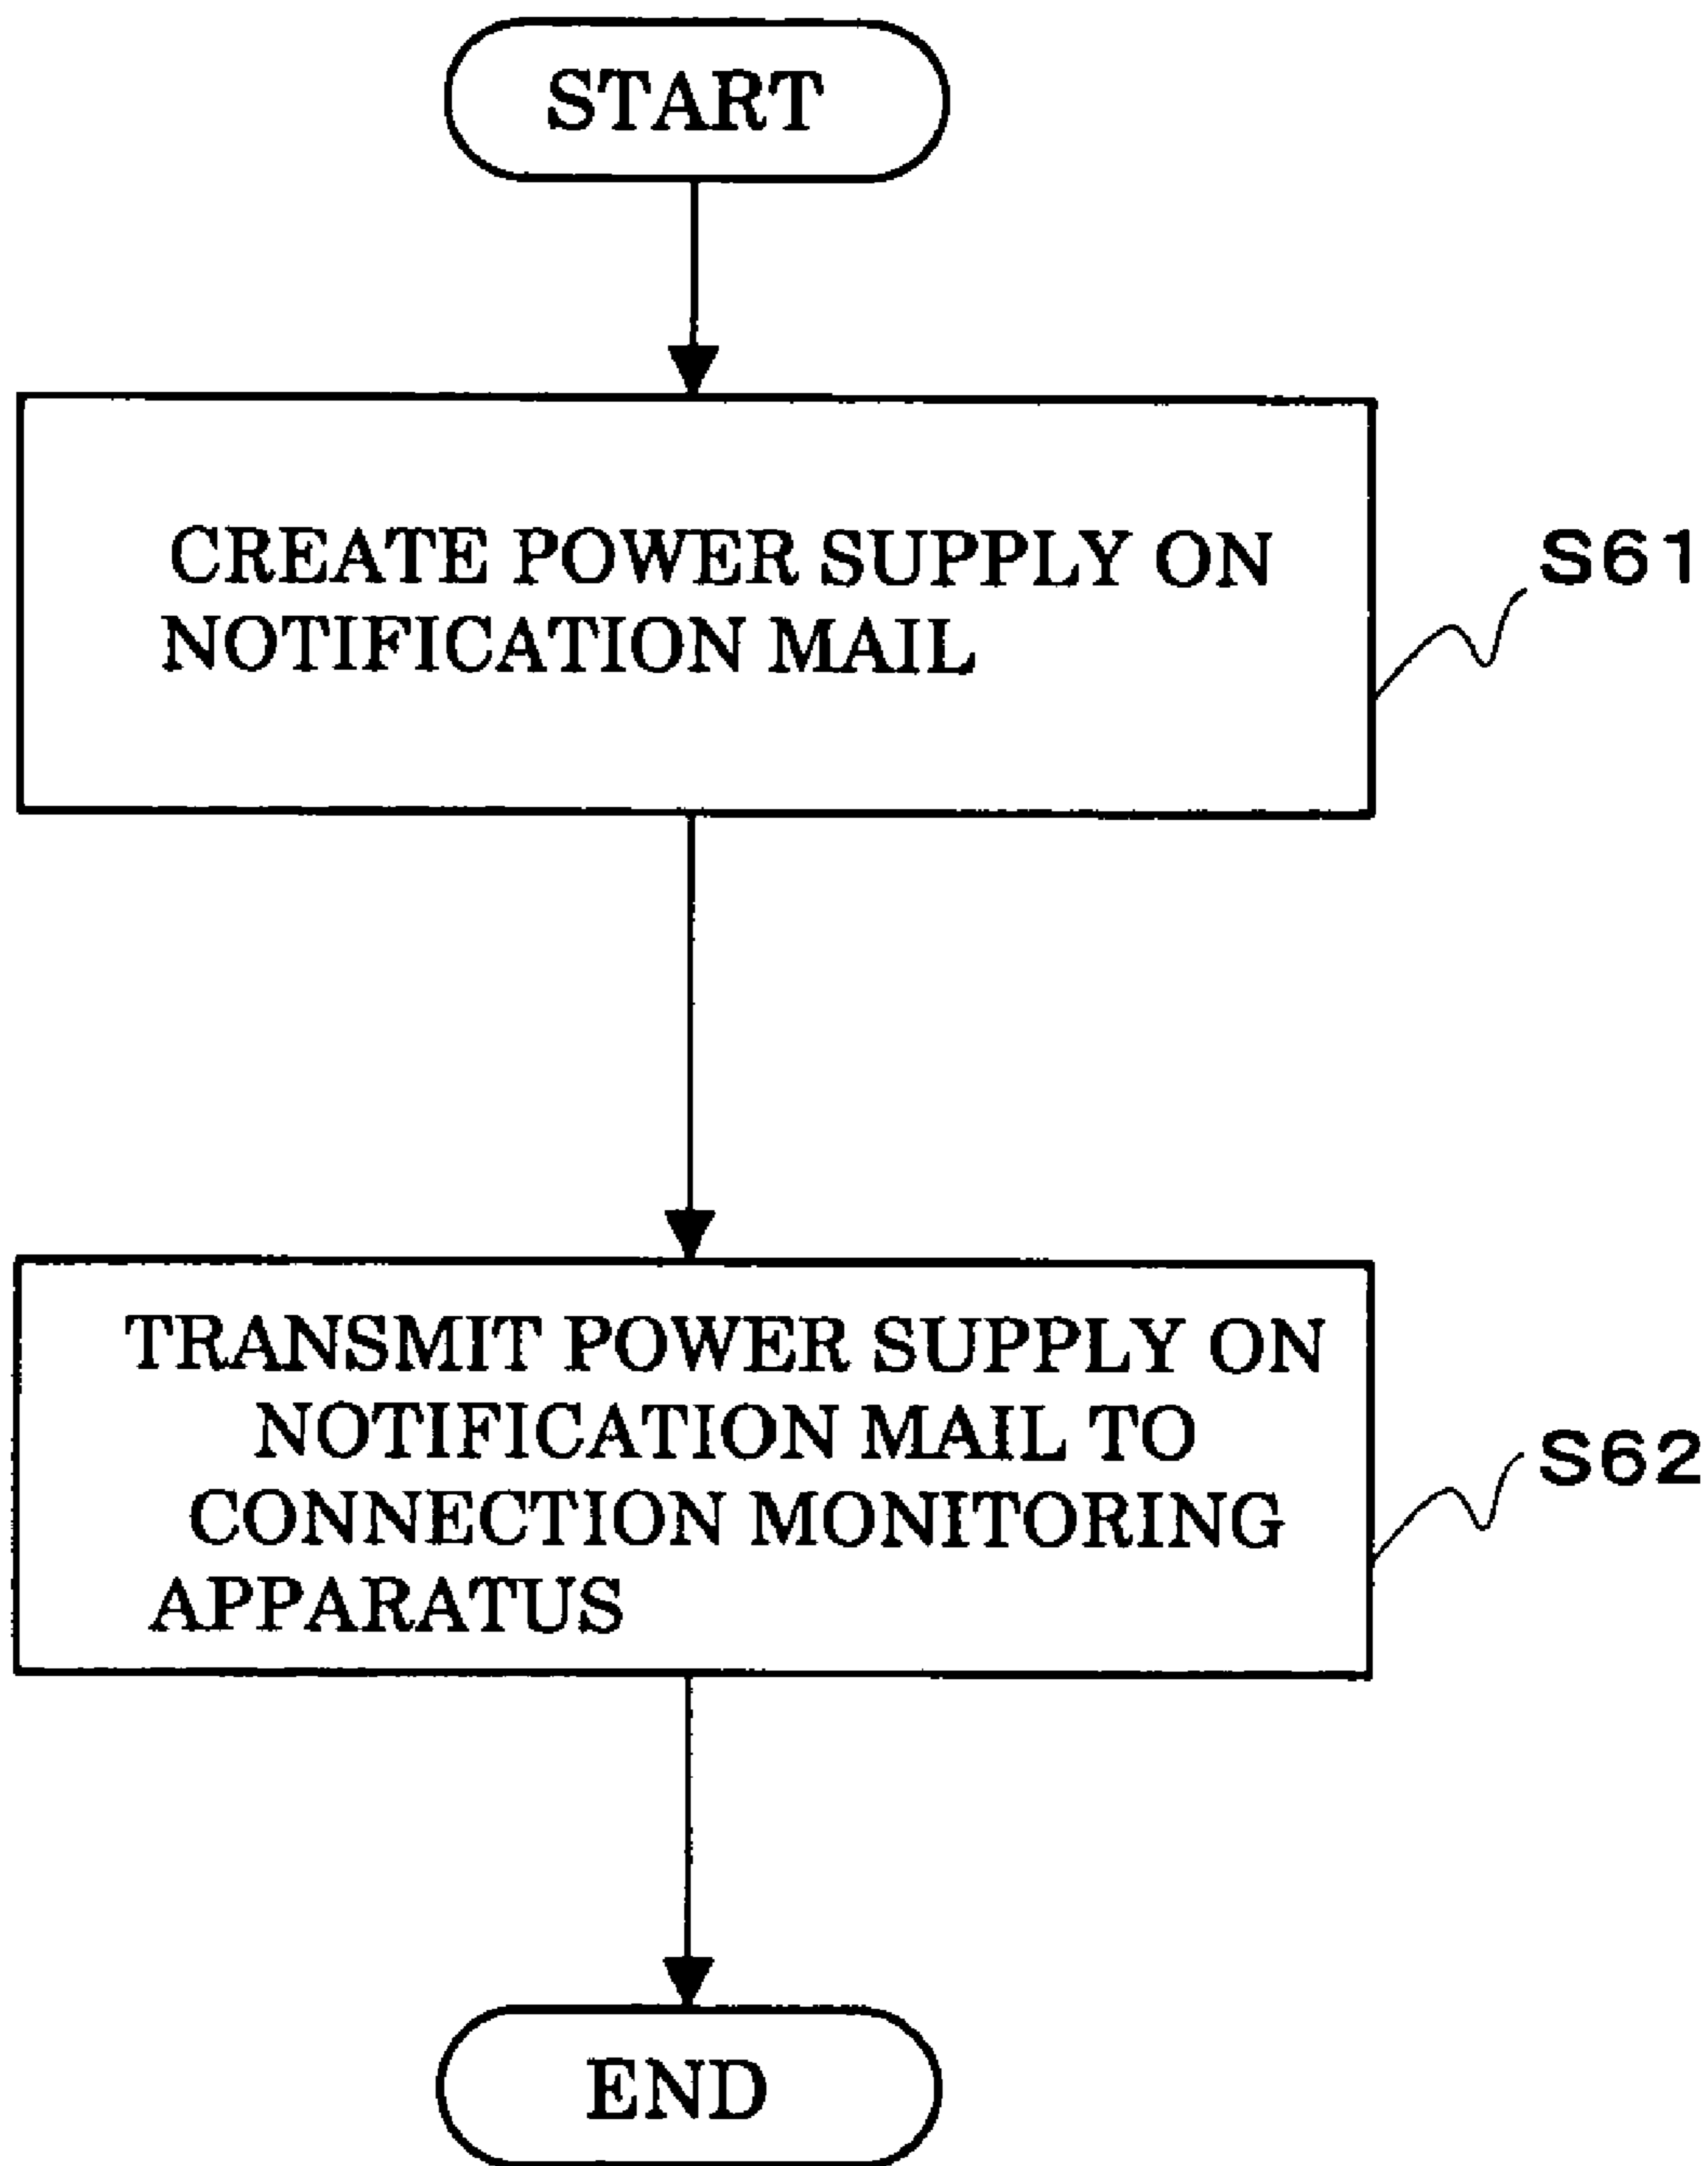 START
CREATE POWER SUPPLY ON
NOTIFICATION MAIL
S61
TRANSMIT POWER SUPPLY ON
NOTIFICATION MAIL TO
CONNECTION MONITORING
APPARATUS
S62
END